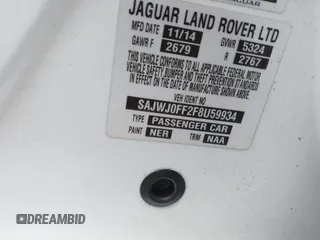 JAGUAR
JAGUAR LAND ROVER LTD
MFD DATE 11/14 GVWR 5324
GAWR F 2679 R 2767
THIS VEHICLE CONFORMS TO ALL APPLICABLE FEDERAL MOTOR
VEHICLE SAFETY BUMPER AND THEFT PREVENTION STANDARDS
IN EFFECT ON THE DATE OF MANUFACTURE SHOWN ABOVE
VEH IDENT NO
SAJWJ0FF2F8U59934
TYPE PASSENGER CAR
PAINT NER TRIM NAA
DREAMBID